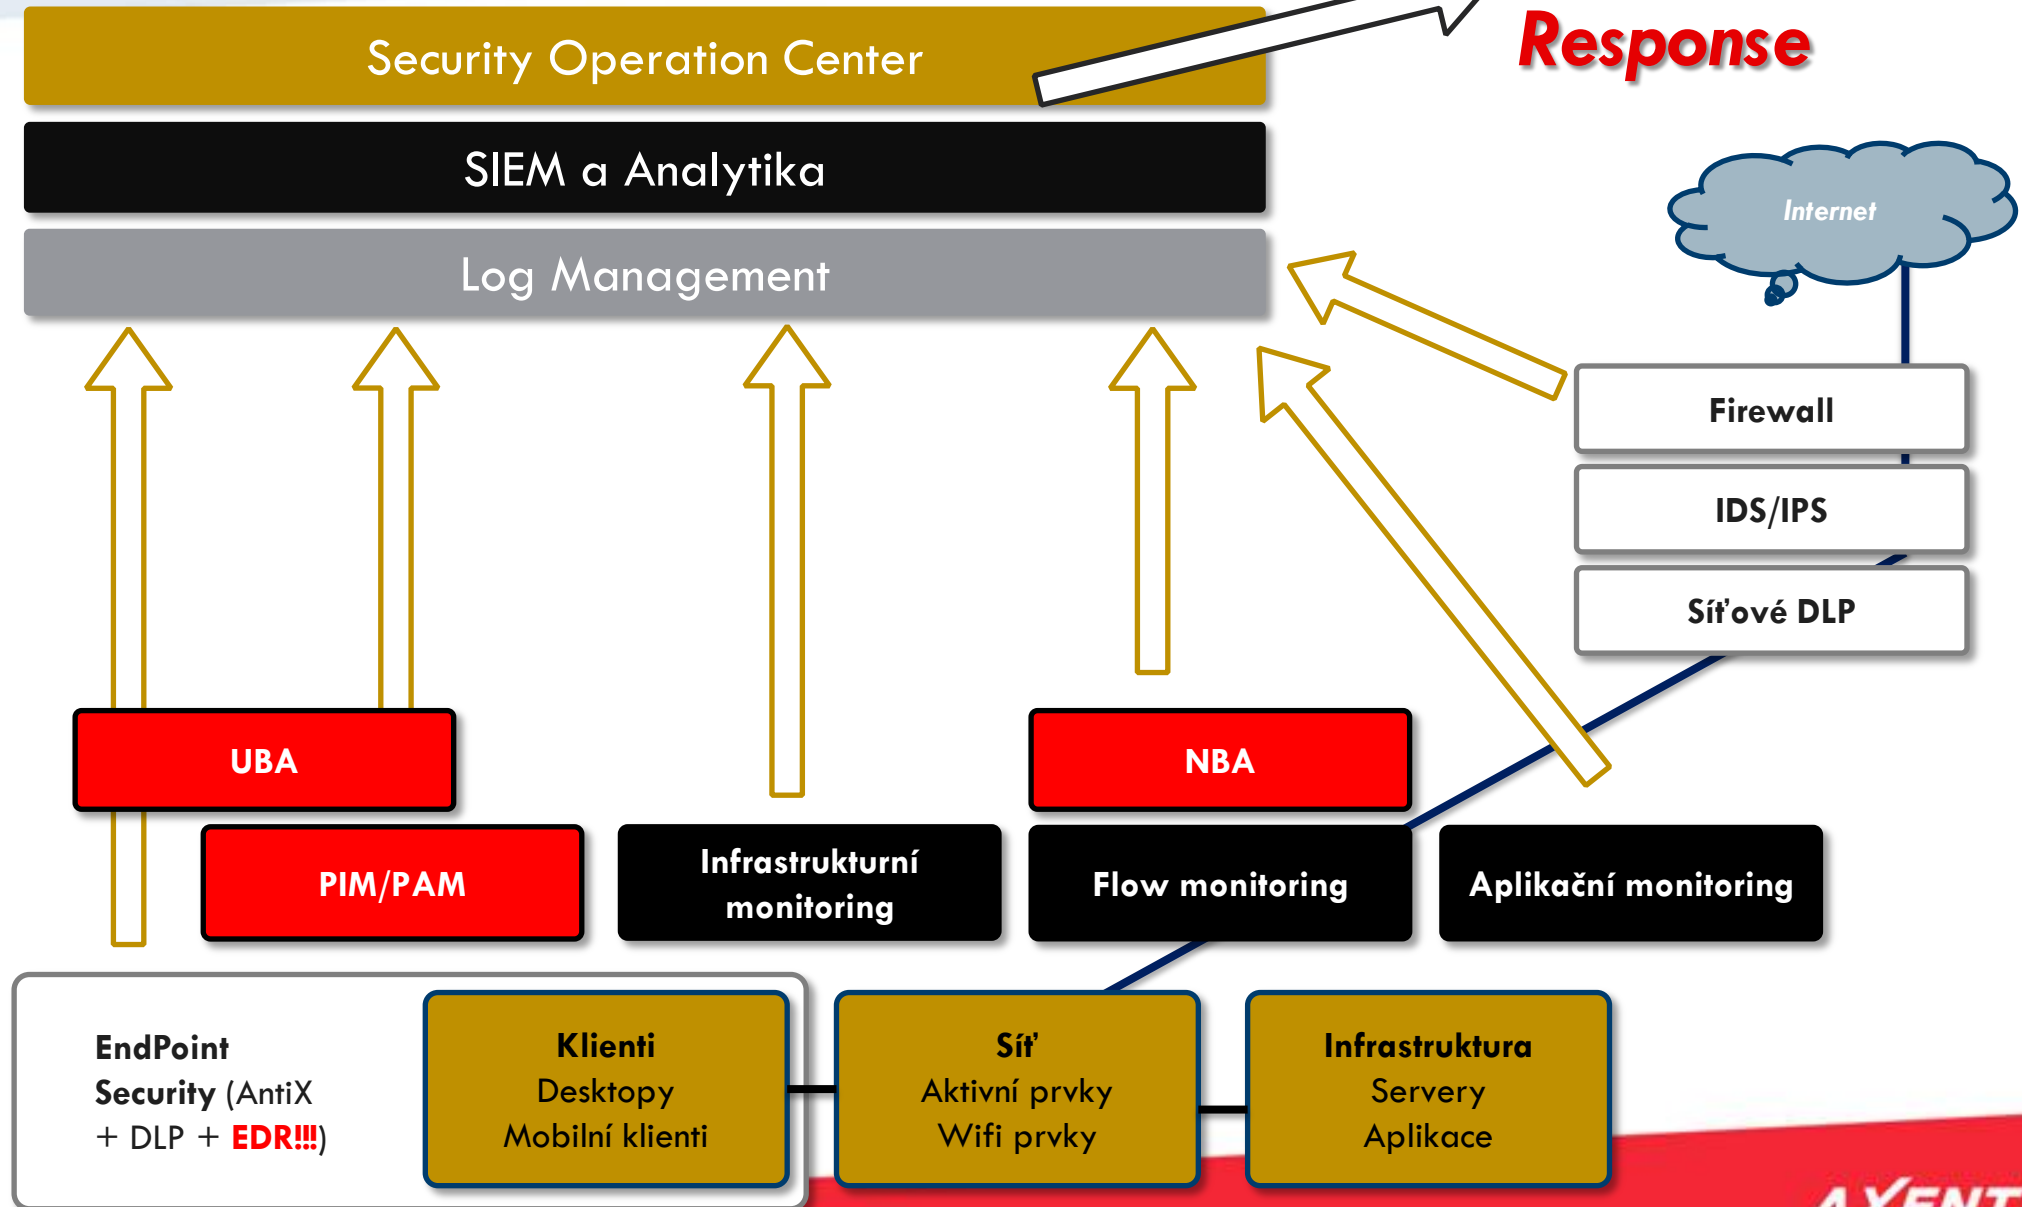 Security Operation Center
Response
SIEM a Analytika
Internet
Log Management
Firewall
IDS/IPS
Síťové DLP
UBA
NBA
PIM/PAM
Infrastrukturní
monitoring
Flow monitoring
Aplikační monitoring
EndPoint
Security (AntiX
+ DLP + EDR!!!)
Klienti
Desktopy
Mobilní klienti
Síť
Aktivní prvky
Wifi prvky
Infrastruktura
Servery
Aplikace